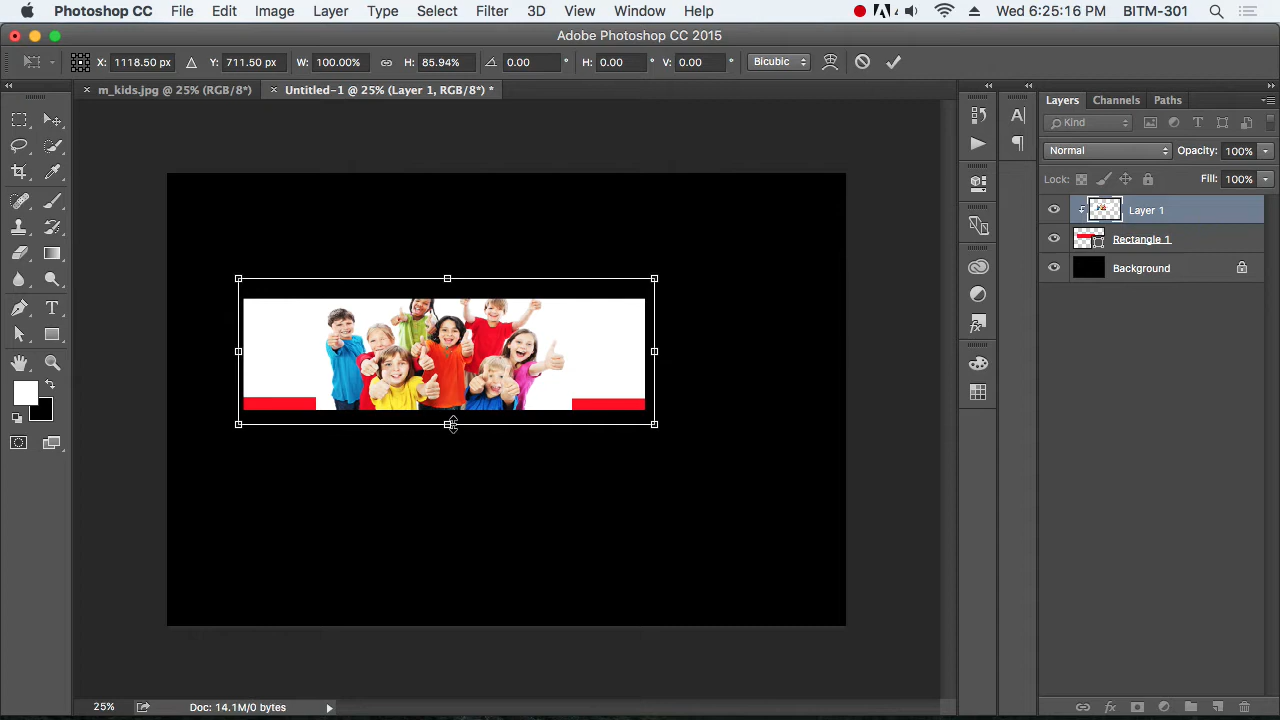 Photoshop CC File Edit Image Layer Type Select Filter 3D View Window Help Wed 6:25:16 PM BITM-301
Adobe Photoshop CC 2015
X: 1118.50 px Y: 711.50 px W: 100.00% H: 85.94% 0.00 ° H: 0.00 ° V: 0.00 ° Bicubic
m_kids.jpg @ 25% (RGB/8*) Untitled-1 @ 25% (Layer 1, RGB/8*) *
Layers Channels Paths
Kind
Normal Opacity: 100%
Lock: Fill: 100%
Layer 1
Rectangle 1
Background
25% Doc: 14.1M/0 bytes